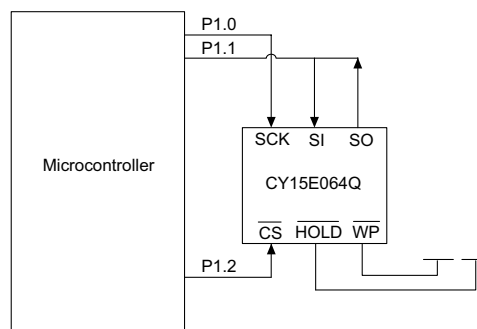 P1.0
P1.1
SCK SI SO
Microcontroller
CY15E064Q
CS HOLD WP
P1.2